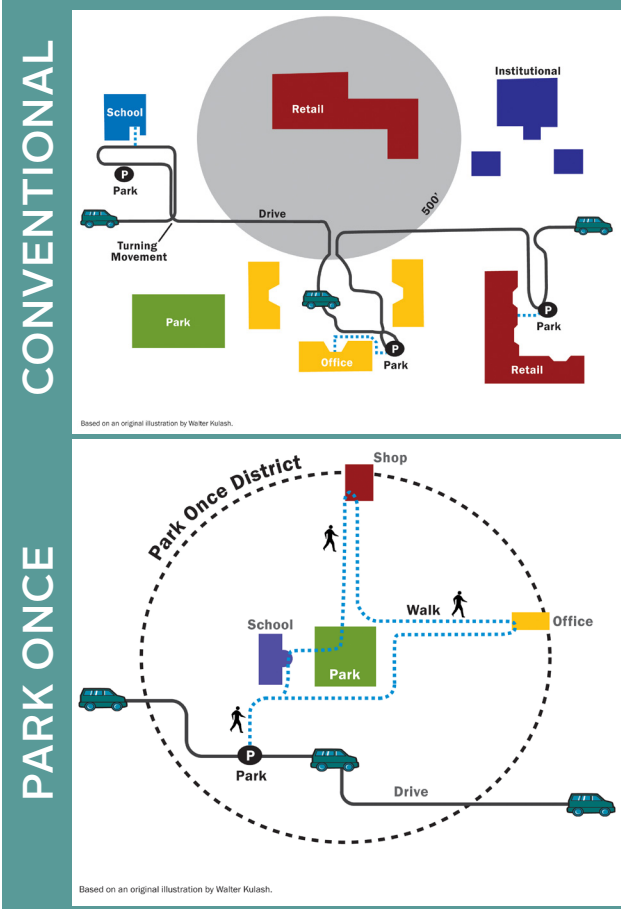 CONVENTIONAL
Institutional
School
Retail
P
Park
500'
Drive
Turning
Movement
Park
P
Park
P
Park
Office
Retail
Based on an original illustration by Walter Kulash.
PARK ONCE
Shop
Park Once District
Walk
Office
School
Park
P
Park
Drive
Based on an original illustration by Walter Kulash.